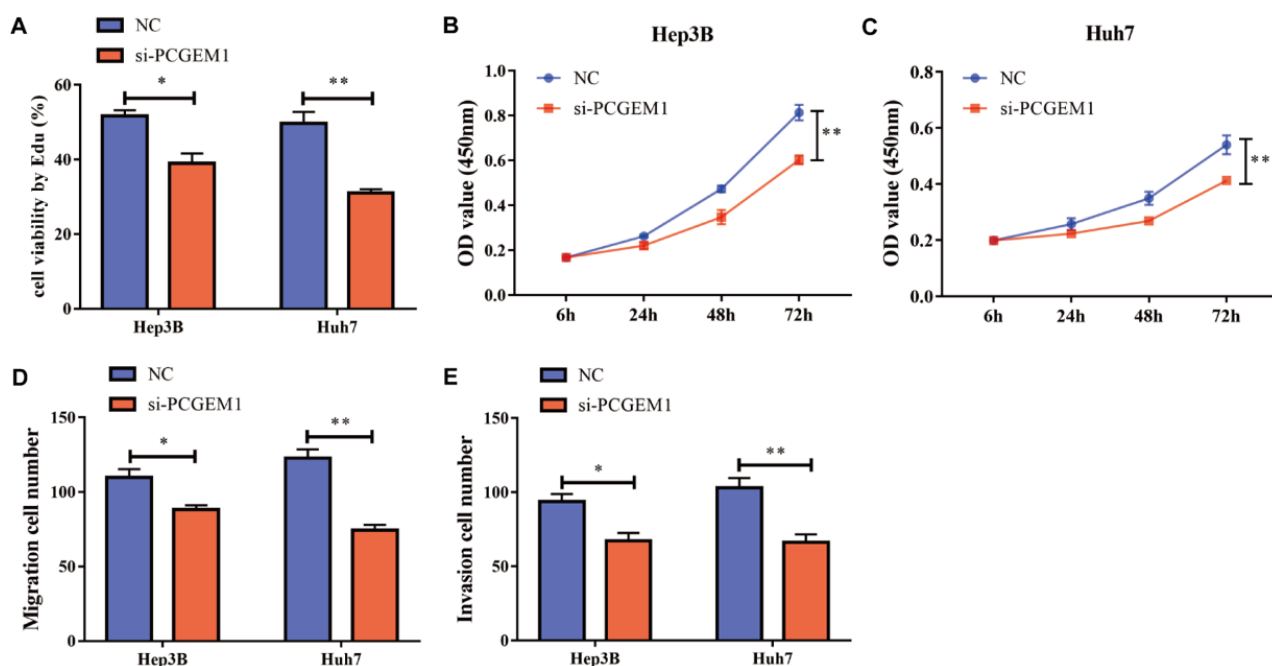 A
NC
si-PCGEM1
cell viability by Edu (%)
60
40
20
0
*
**
Hep3B
Huh7
B
Hep3B
NC
si-PCGEM1
OD value (450nm)
1.0
0.8
0.6
0.4
0.2
0.0
**
6h
24h
48h
72h
C
Huh7
NC
si-PCGEM1
OD value (450nm)
0.8
0.6
0.4
0.2
0.0
**
6h
24h
48h
72h
D
NC
si-PCGEM1
Migration cell number
150
100
50
0
*
**
Hep3B
Huh7
E
NC
si-PCGEM1
Invasion cell number
150
100
50
0
*
**
Hep3B
Huh7